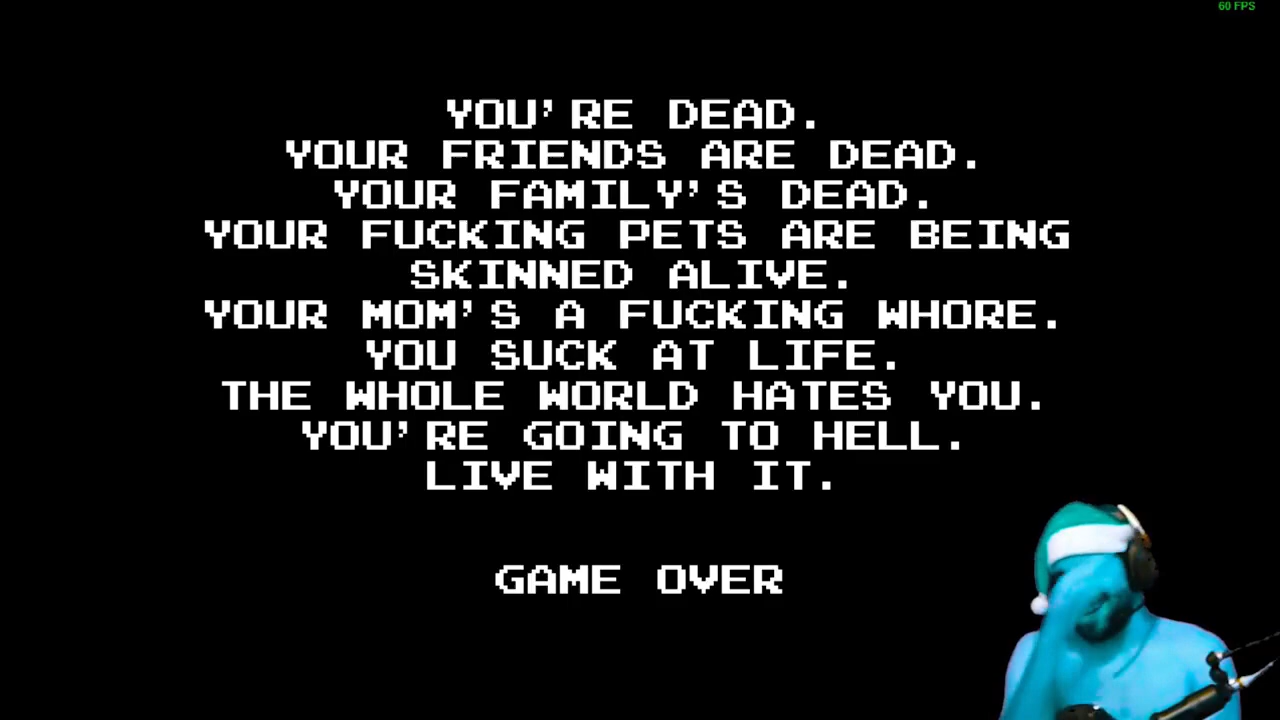 60 FPS
YOU'RE DEAD.
YOUR FRIENDS ARE DEAD.
YOUR FAMILY'S DEAD.
YOUR FUCKING PETS ARE BEING
SKINNED ALIVE.
YOUR MOM'S A FUCKING WHORE.
YOU SUCK AT LIFE.
THE WHOLE WORLD HATES YOU.
YOU'RE GOING TO HELL.
LIVE WITH IT.
GAME OVER